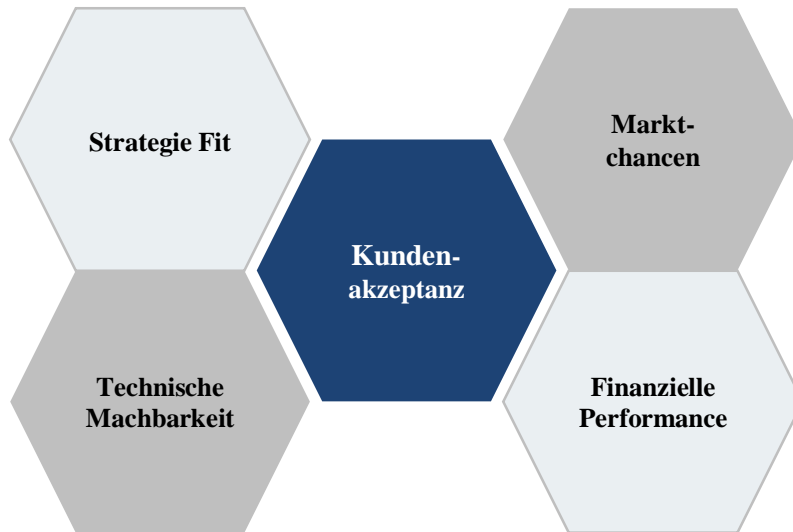 Strategie Fit
Markt-
chancen
Kunden-
akzeptanz
Technische
Machbarkeit
Finanzielle
Performance